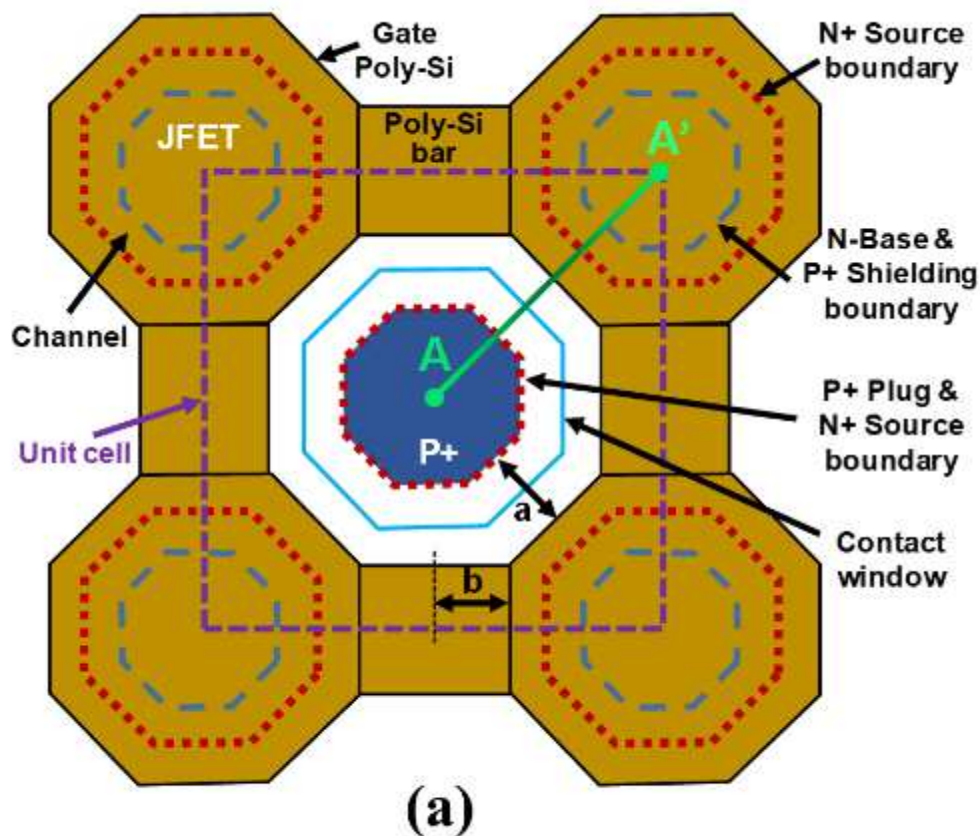 Gate
Poly-Si
N+ Source
boundary
JFET
Poly-Si
bar
A’
N-Base &
P+ Shielding
boundary
Channel
A
P+ Plug &
N+ Source
boundary
Unit cell
P+
a
Contact
window
b
(a)